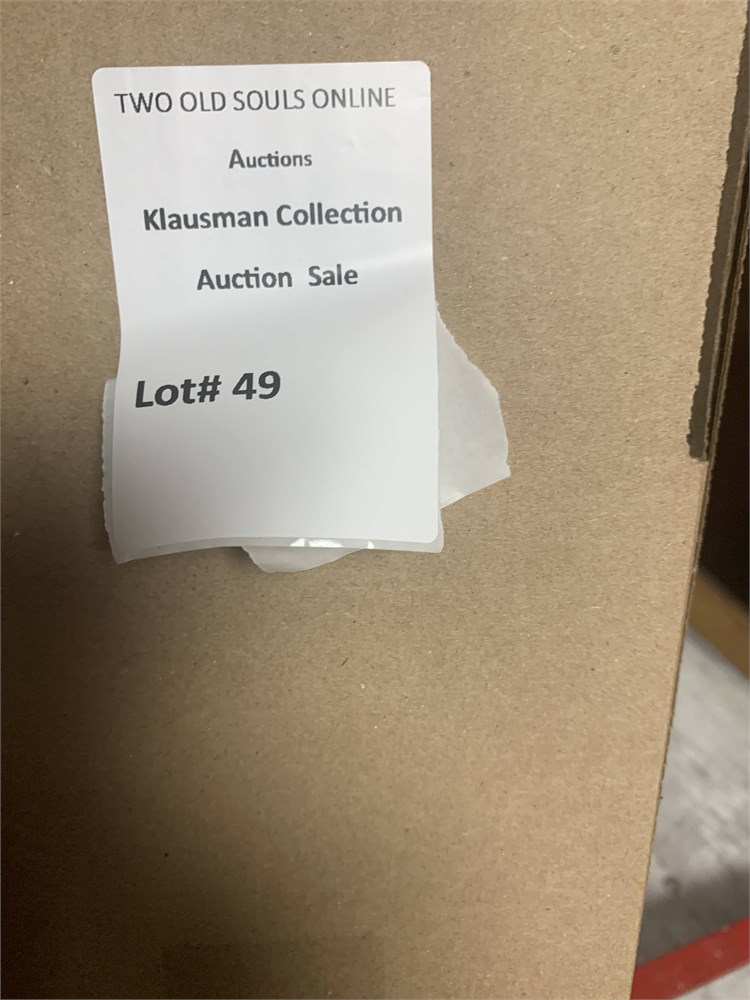 TWO OLD SOULS ONLINE
Auctions
Klausman Collection
Auction Sale
Lot# 49